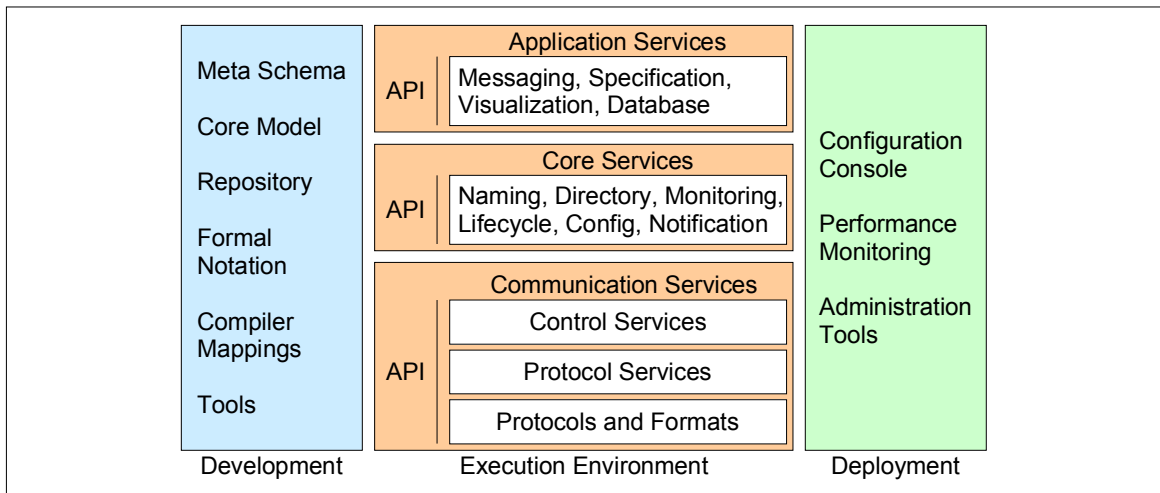 Meta Schema
Core Model
Repository
Formal
Notation
Compiler
Mappings
Tools
Development
Application Services
API
Messaging, Specification,
Visualization, Database
Core Services
API
Naming, Directory, Monitoring,
Lifecycle, Config, Notification
Communication Services
API
Control Services
Protocol Services
Protocols and Formats
Execution Environment
Configuration
Console
Performance
Monitoring
Administration
Tools
Deployment